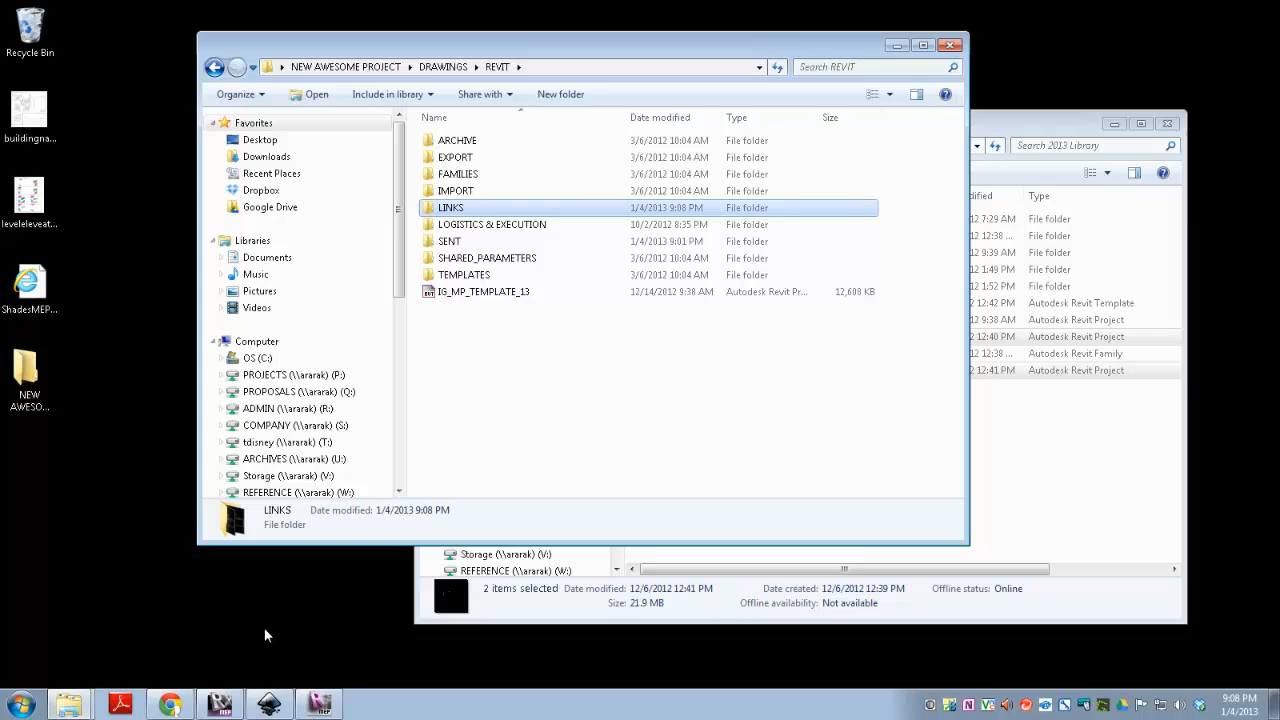 Recycle Bin
buildingna...
leveleleveat...
ShadesMEP...
NEW
AWESO...
NEW AWESOME PROJECT
DRAWINGS
REVIT
Search REVIT
Organize
Open
Include in library
Share with
New folder
Name
Date modified
Type
Size
Favorites
Desktop
Downloads
Recent Places
Dropbox
Google Drive
Libraries
Documents
Music
Pictures
Videos
Computer
OS (C:)
PROJECTS (\\ararak) (P:)
PROPOSALS (\\ararak) (Q:)
ADMIN (\\ararak) (R:)
COMPANY (\\ararak) (S:)
tdisney (\\ararak) (T:)
ARCHIVES (\\ararak) (U:)
Storage (\\ararak) (V:)
REFERENCE (\\ararak) (W:)
ARCHIVE 3/6/2012 10:04 AM File folder
EXPORT 3/6/2012 10:04 AM File folder
FAMILIES 3/6/2012 10:04 AM File folder
IMPORT 3/6/2012 10:04 AM File folder
LINKS 1/4/2013 9:08 PM File folder
LOGISTICS & EXECUTION 10/2/2012 8:35 PM File folder
SENT 1/4/2013 9:01 PM File folder
SHARED_PARAMETERS 3/6/2012 10:04 AM File folder
TEMPLATES 3/6/2012 10:04 AM File folder
IG_MP_TEMPLATE_13 12/14/2012 9:38 AM Autodesk Revit Pr... 12,608 KB
LINKS Date modified: 1/4/2013 9:08 PM
File folder
Search 2013 Library
dified Type
12 7:29 AM File folder
12 12:38 ... File folder
12 9:39 AM File folder
12 1:49 PM File folder
12 1:52 PM File folder
12 12:42 PM Autodesk Revit Template
12 9:38 AM Autodesk Revit Project
2 12:40 PM Autodesk Revit Project
12 12:38 ... Autodesk Revit Family
2 12:41 PM Autodesk Revit Project
Storage (\\ararak) (V:)
REFERENCE (\\ararak) (W:)
2 items selected Date modified: 12/6/2012 12:41 PM Date created: 12/6/2012 12:39 PM Offline status: Online
Size: 21.9 MB Offline availability: Not available
9:08 PM
1/4/2013